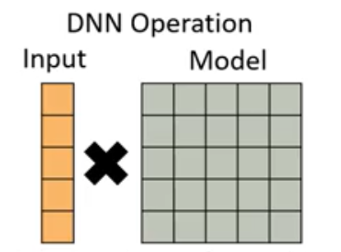 DNN Operation
Input
Model